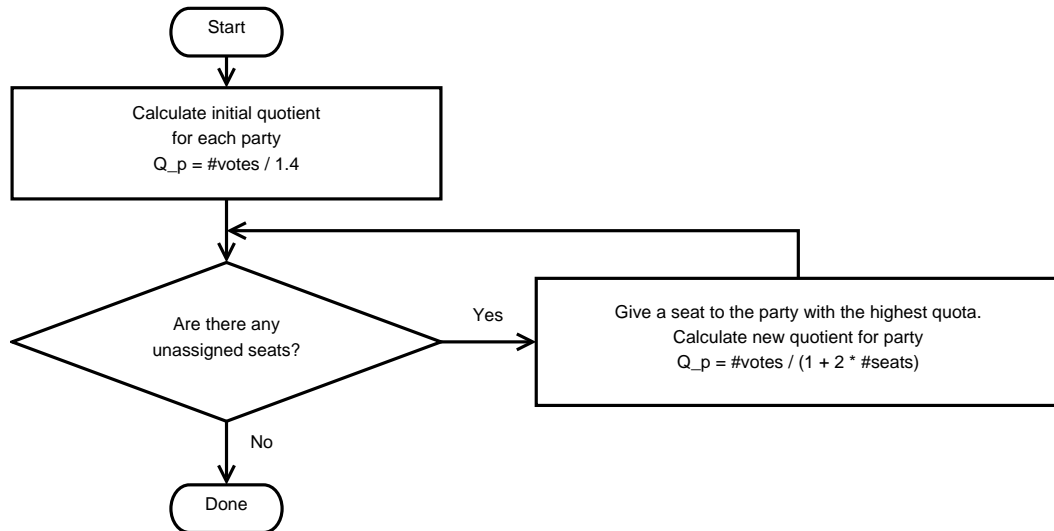 Start
Calculate initial quotient
for each party
Q_p = #votes / 1.4
Are there any
unassigned seats?
Yes
Give a seat to the party with the highest quota.
Calculate new quotient for party
Q_p = #votes / (1 + 2 * #seats)
No
Done